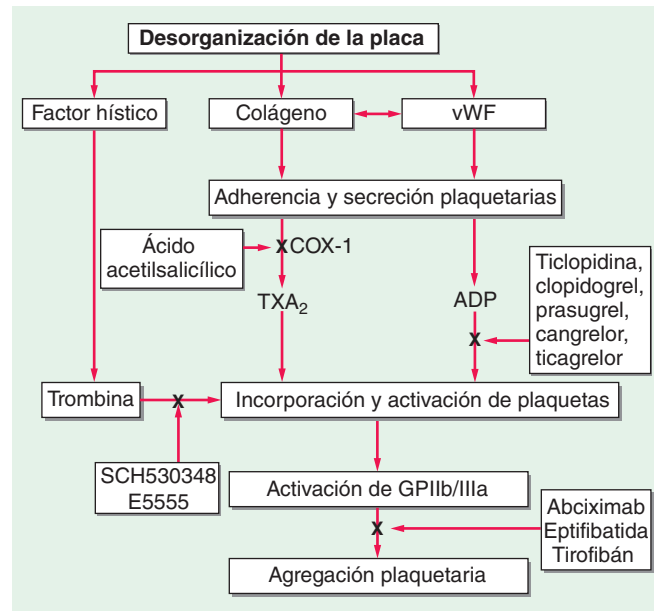 Desorganización de la placa
Factor hístico
Colágeno
vWF
Adherencia y secreción plaquetarias
Ácido
acetilsalicílico
X COX-1
TXA2
ADP
Ticlopidina,
clopidogrel,
prasugrel,
cangrelor,
ticagrelor
X
Trombina
X
Incorporación y activación de plaquetas
SCH530348
E5555
Activación de GPIIb/IIIa
X
Abciximab
Eptifibatida
Tirofibán
Agregación plaquetaria